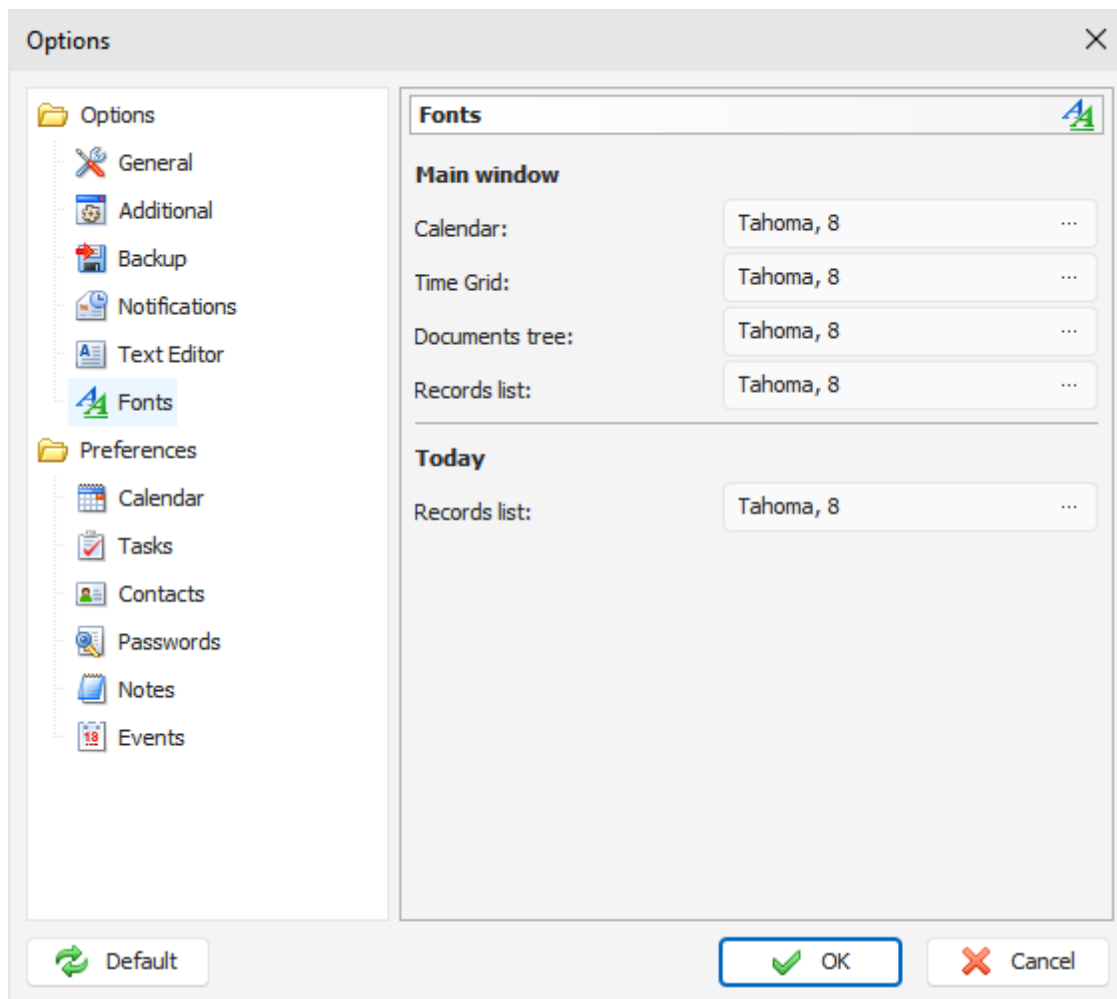 Options
Options
General
Additional
Backup
Notifications
Text Editor
Fonts
Preferences
Calendar
Tasks
Contacts
Passwords
Notes
18
Events
Fonts
Main window
Calendar: Tahoma, 8 ...
Time Grid: Tahoma, 8 ...
Documents tree: Tahoma, 8 ...
Records list: Tahoma, 8 ...
Today
Records list: Tahoma, 8 ...
Default OK Cancel